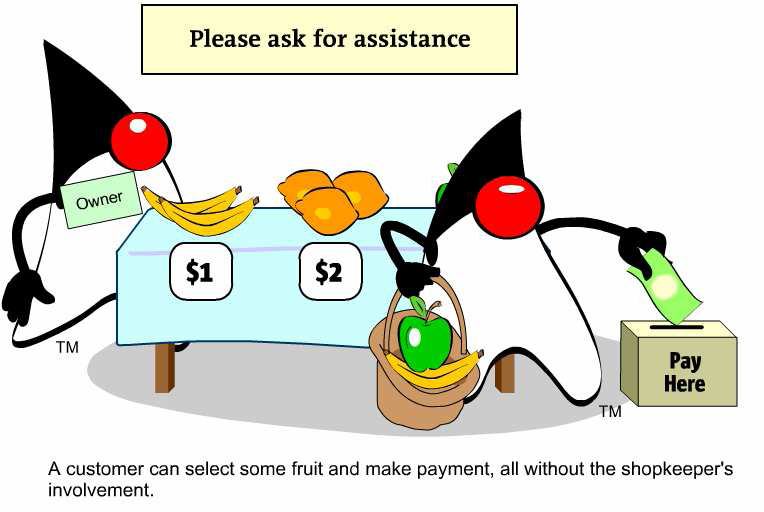 Please ask for assistance
Owner
$1
$2
TM
Pay
Here
TM
A customer can select some fruit and make payment, all without the shopkeeper's
involvement.